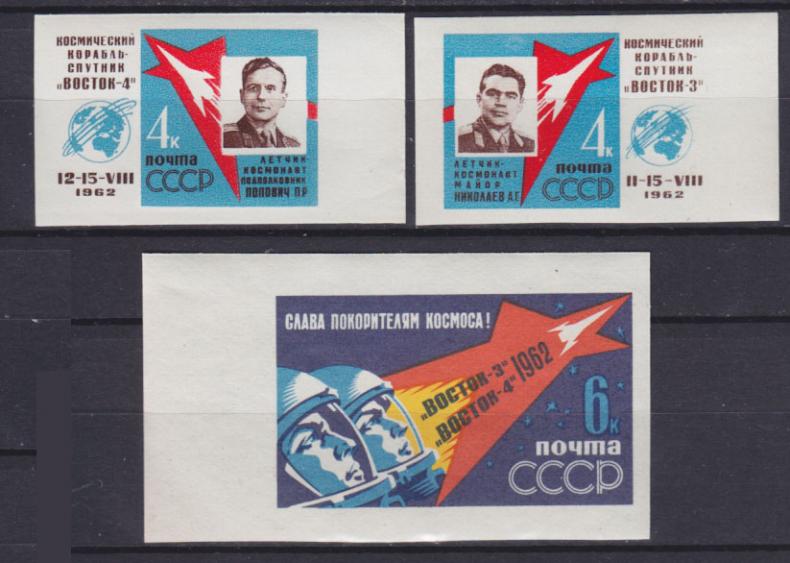 КОСМИЧЕСКИЙ
КОРАБЛЬ-
СПУТНИК
„ВОСТОК-4"
12-15-VIII
1962
4к
почта
СССР
ЛЕТЧИК-
КОСМОНАВТ
ПОДПОЛКОВНИК
ПОПОВИЧ П.Р.
ЛЕТЧИК-
КОСМОНАВТ
МАЙОР
НИКОЛАЕВ А.Г.
4к
почта
СССР
КОСМИЧЕСКИЙ
КОРАБЛЬ-
СПУТНИК
„ВОСТОК-3"
11-15-VIII
1962
СЛАВА ПОКОРИТЕЛЯМ КОСМОСА!
„ВОСТОК-3"
„ВОСТОК-4" 1962
6к
почта
СССР